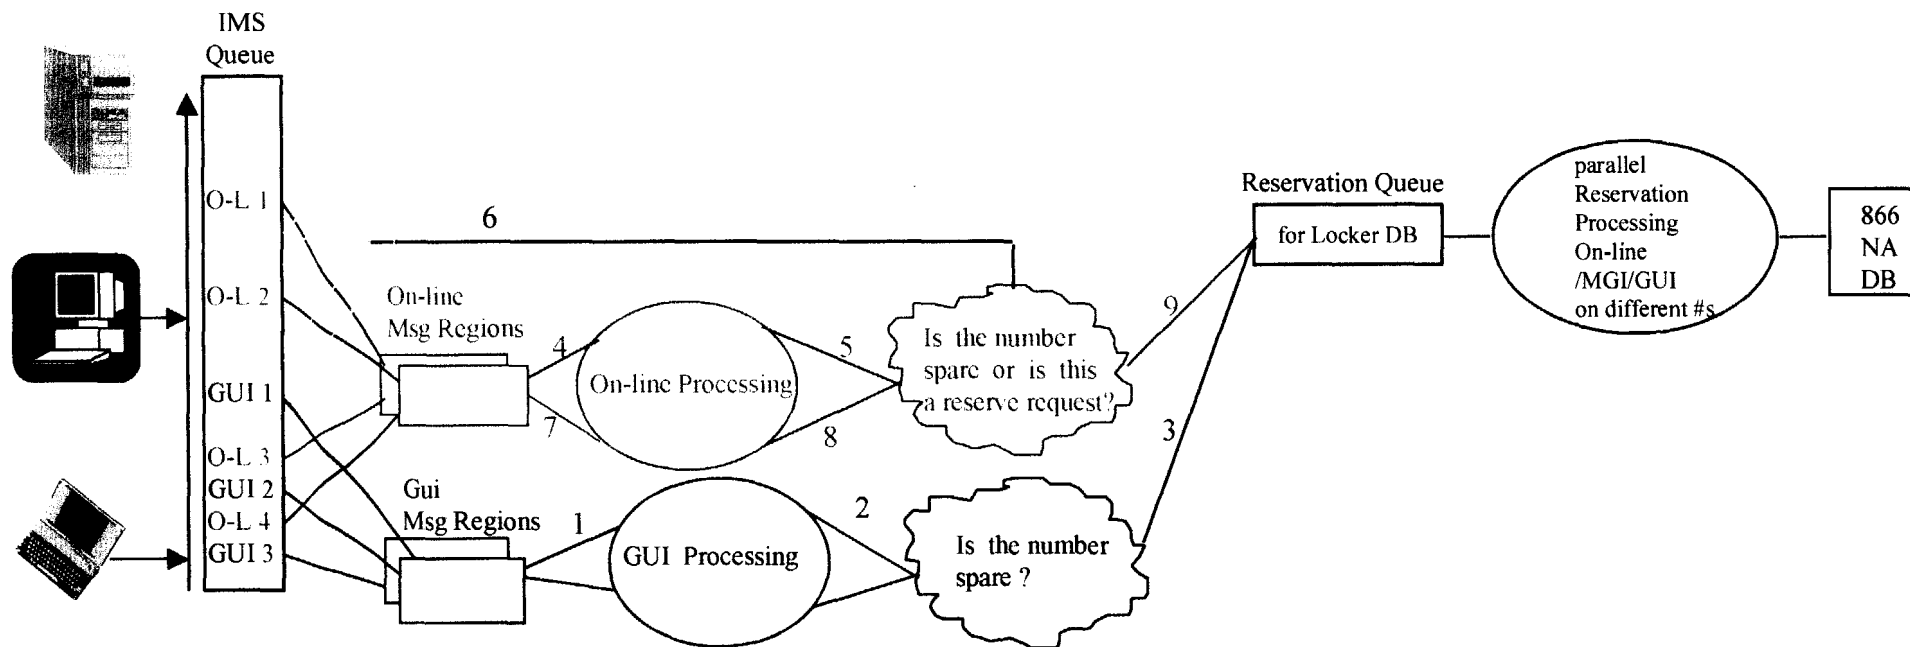 IMS
Queue
O-L 1
O-L 2
GUI 1
O-L 3
GUI 2
O-L 4
GUI 3
6
On-line
Msg Regions
4
7
On-line Processing
5
8
Is the number
spare or is this
a reserve request?
9
Gui
Msg Regions
1
GUI Processing
2
Is the number
spare ?
3
Reservation Queue
for Locker DB
parallel
Reservation
Processing
On-line
/MGI/GUI
on different #s
866
NA
DB